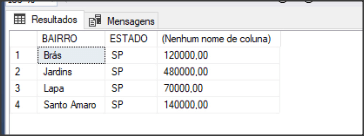 Resultados Mensagens
BAIRRO ESTADO (Nenhum nome de coluna)
1 Brás SP 120000,00
2 Jardins SP 480000,00
3 Lapa SP 70000,00
4 Santo Amaro SP 140000,00